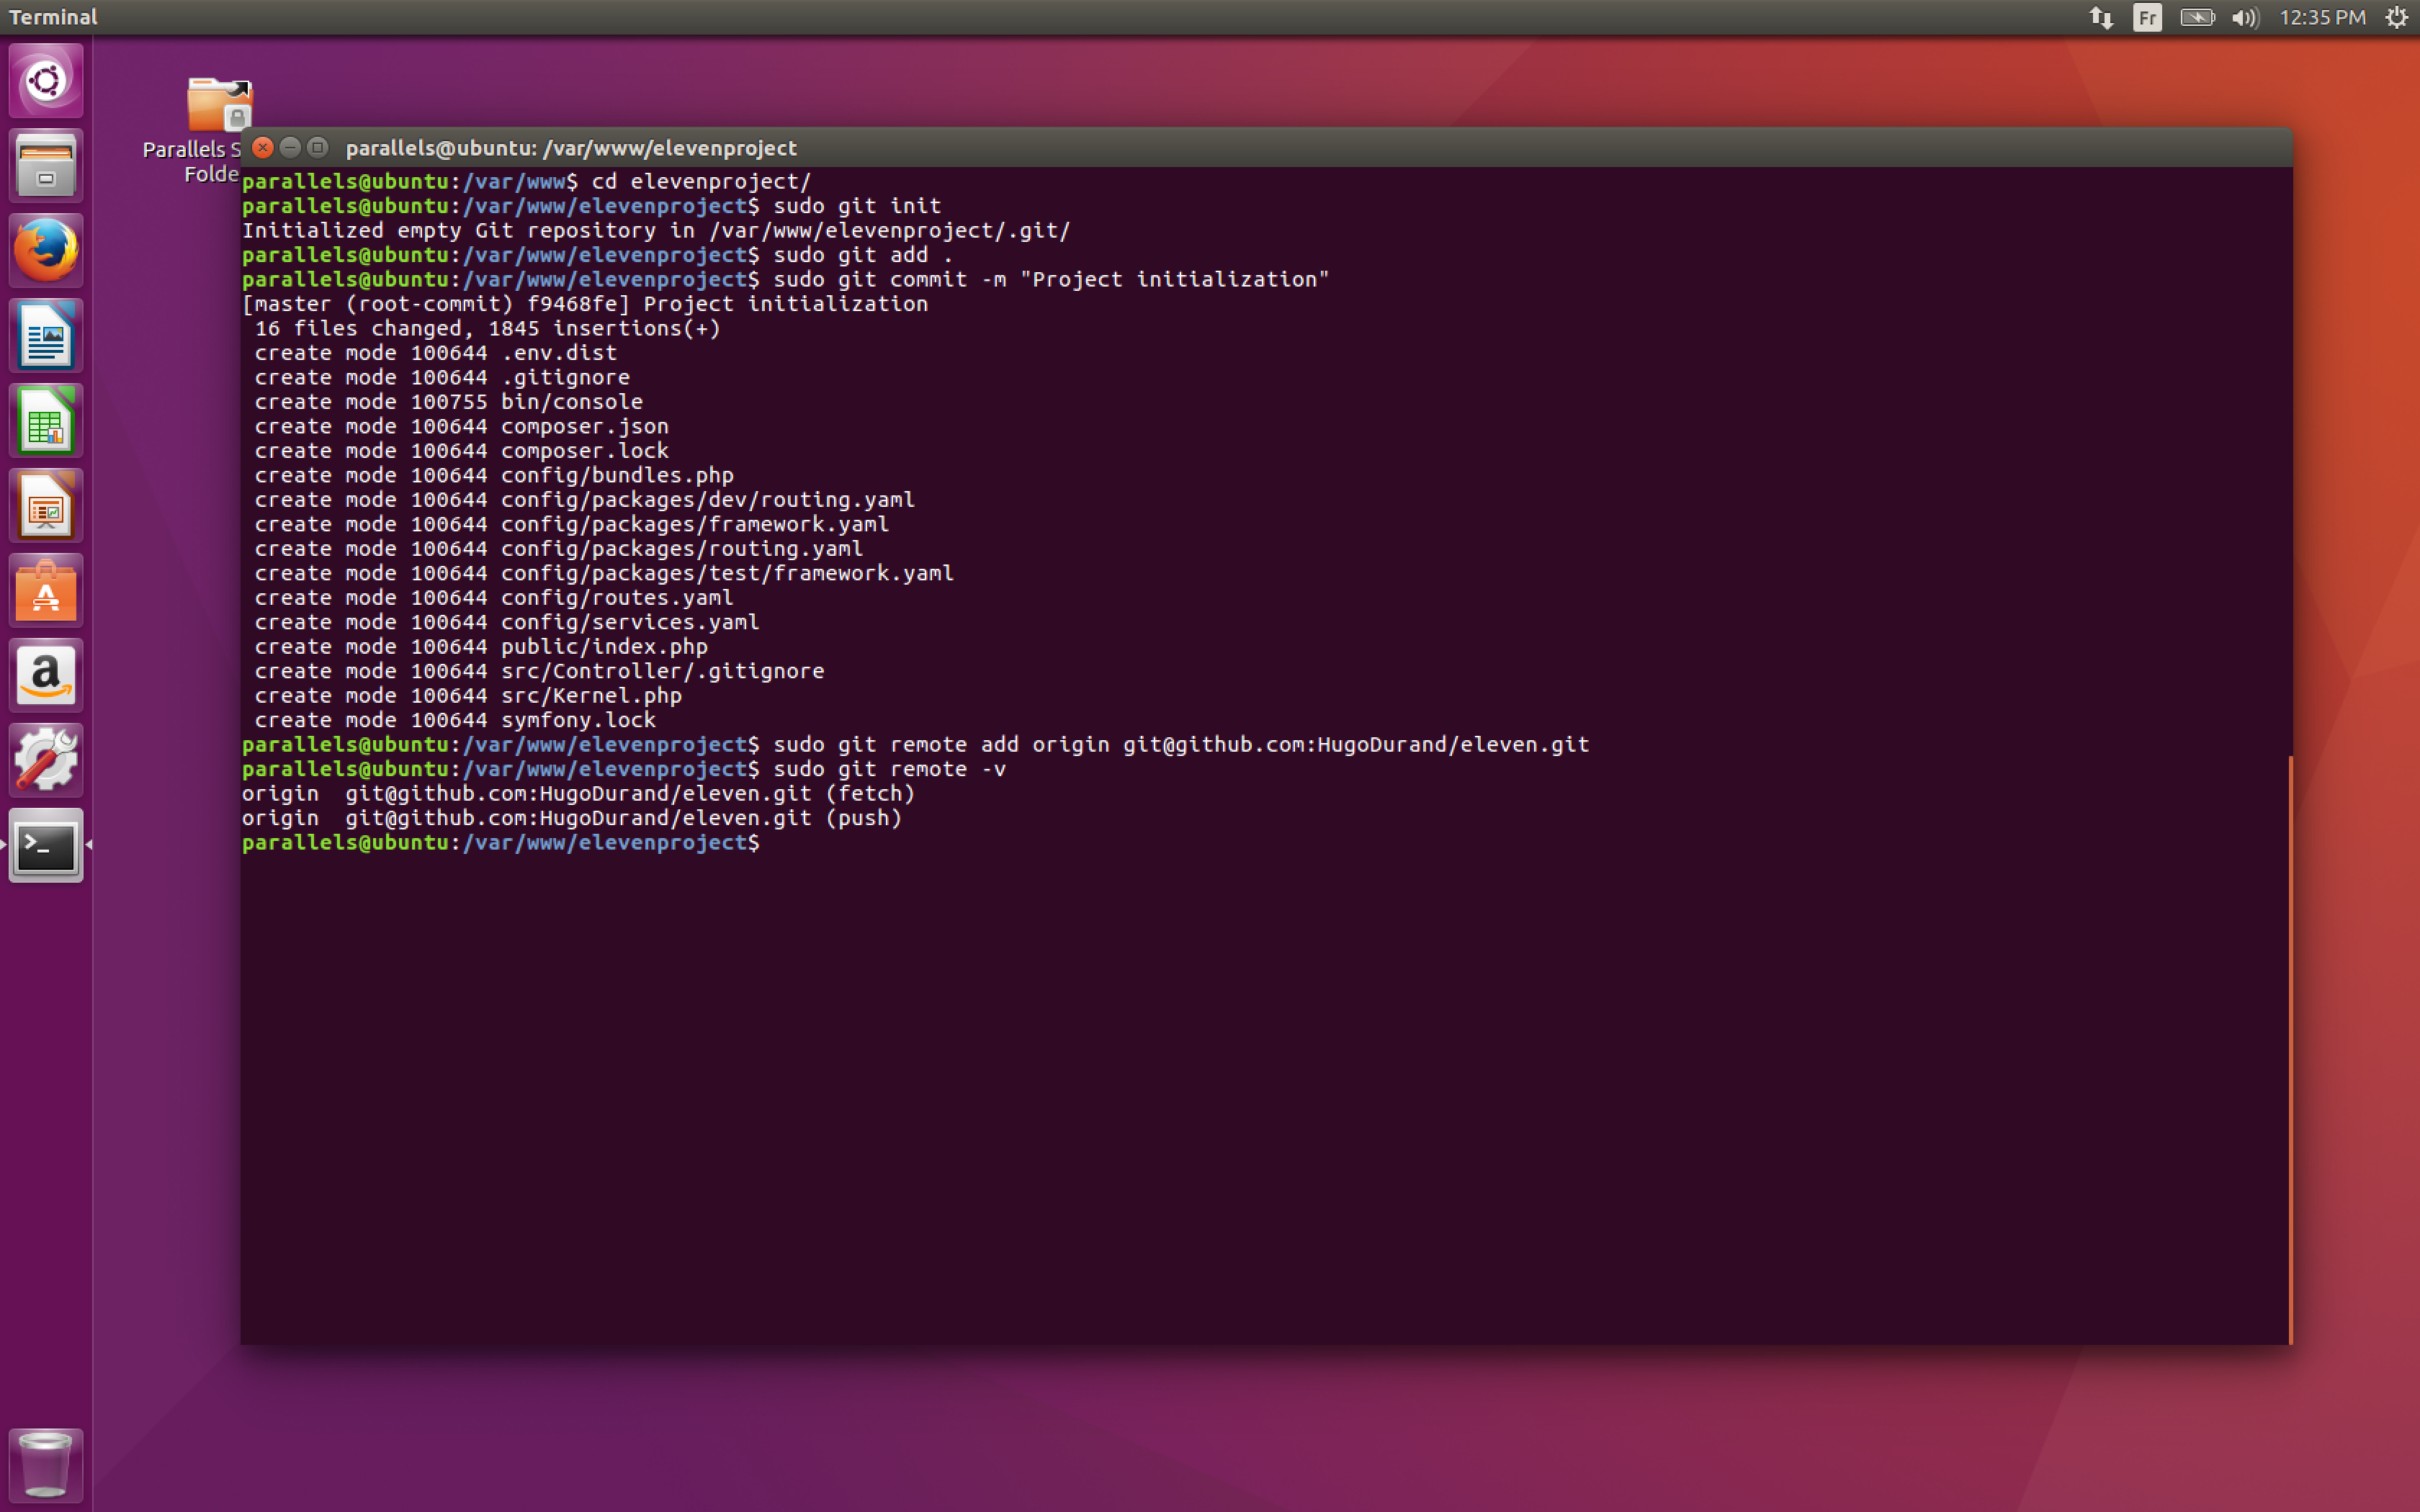 Terminal
Fr
12:35 PM
Parallels S
Folde
parallels@ubuntu: /var/www/elevenproject
parallels@ubuntu:/var/www$ cd elevenproject/
parallels@ubuntu:/var/www/elevenproject$ sudo git init
Initialized empty Git repository in /var/www/elevenproject/.git/
parallels@ubuntu:/var/www/elevenproject$ sudo git add .
parallels@ubuntu:/var/www/elevenproject$ sudo git commit -m "Project initialization"
[master (root-commit) f9468fe] Project initialization
 16 files changed, 1845 insertions(+)
 create mode 100644 .env.dist
 create mode 100644 .gitignore
 create mode 100755 bin/console
 create mode 100644 composer.json
 create mode 100644 composer.lock
 create mode 100644 config/bundles.php
 create mode 100644 config/packages/dev/routing.yaml
 create mode 100644 config/packages/framework.yaml
 create mode 100644 config/packages/routing.yaml
 create mode 100644 config/packages/test/framework.yaml
 create mode 100644 config/routes.yaml
 create mode 100644 config/services.yaml
 create mode 100644 public/index.php
 create mode 100644 src/Controller/.gitignore
 create mode 100644 src/Kernel.php
 create mode 100644 symfony.lock
parallels@ubuntu:/var/www/elevenproject$ sudo git remote add origin git@github.com:HugoDurand/eleven.git
parallels@ubuntu:/var/www/elevenproject$ sudo git remote -v
origin  git@github.com:HugoDurand/eleven.git (fetch)
origin  git@github.com:HugoDurand/eleven.git (push)
parallels@ubuntu:/var/www/elevenproject$